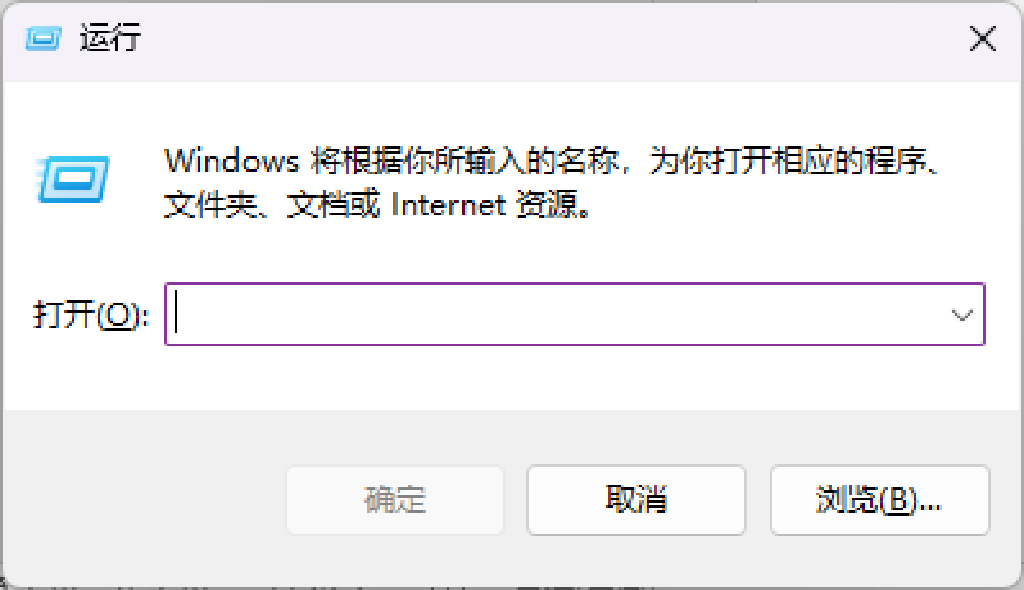 运行
Windows 将根据你所输入的名称，为你打开相应的程序、
文件夹、文档或 Internet 资源。
打开(O):
确定
取消
浏览(B)...